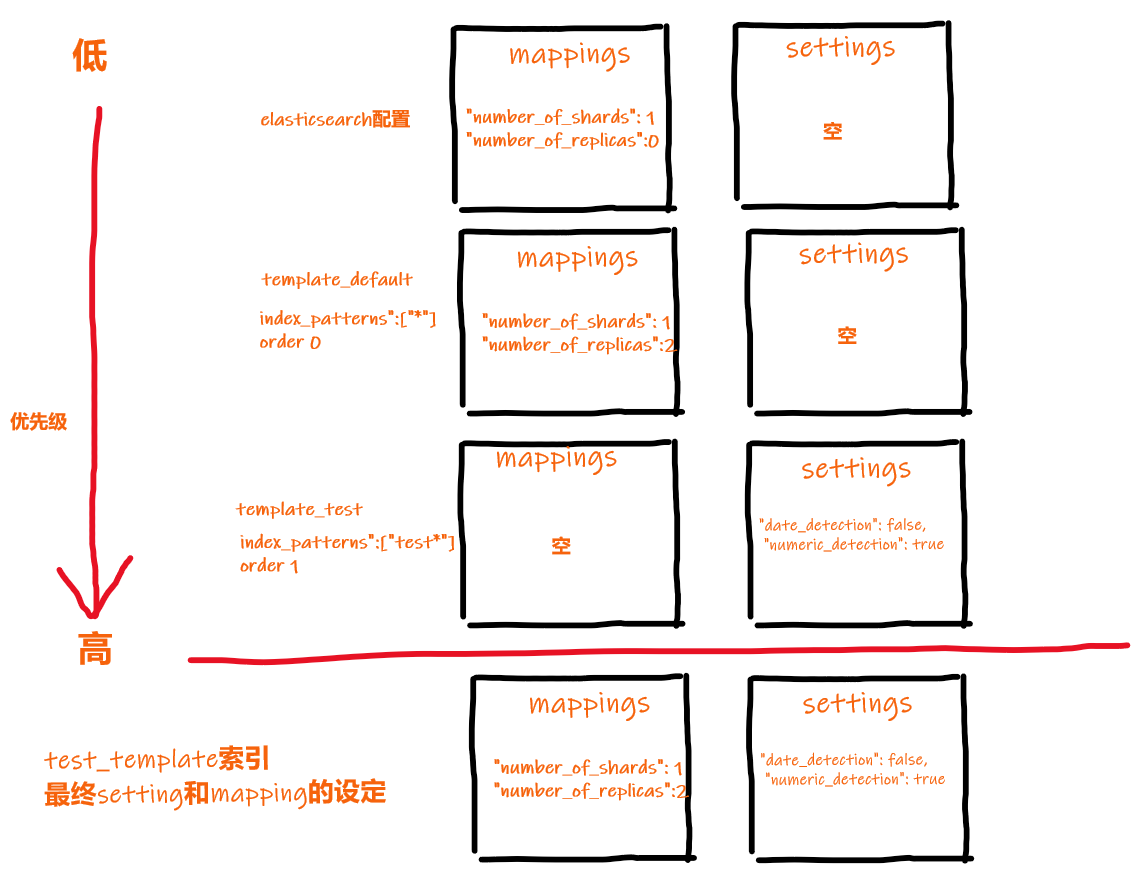 低
mappings
settings
elasticsearch配置
"number_of_shards": 1
"number_of_replicas":0
空
mappings
settings
template_default
index_patterns":["*"]
order 0
"number_of_shards": 1
"number_of_replicas":2
空
优先级
mappings
settings
template_test
index_patterns":["test*"]
order 1
空
"date_detection": false,
"numeric_detection": true
高
mappings
settings
test_template索引
最终setting和mapping的设定
"number_of_shards": 1
"number_of_replicas":2
"date_detection": false,
"numeric_detection": true